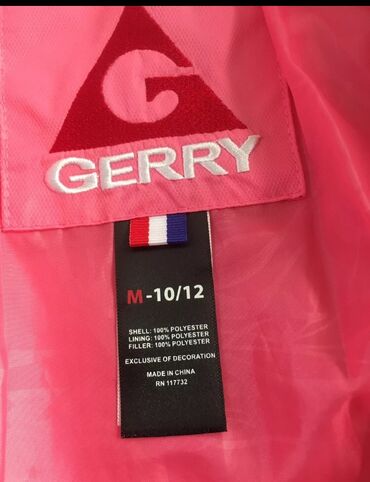 G
GERRY
M-10/12
SHELL: 100% POLYESTER
LINING: 100% POLYESTER
FILLER: 100% POLYESTER
EXCLUSIVE OF DECORATION
MADE IN CHINA
RN 117732